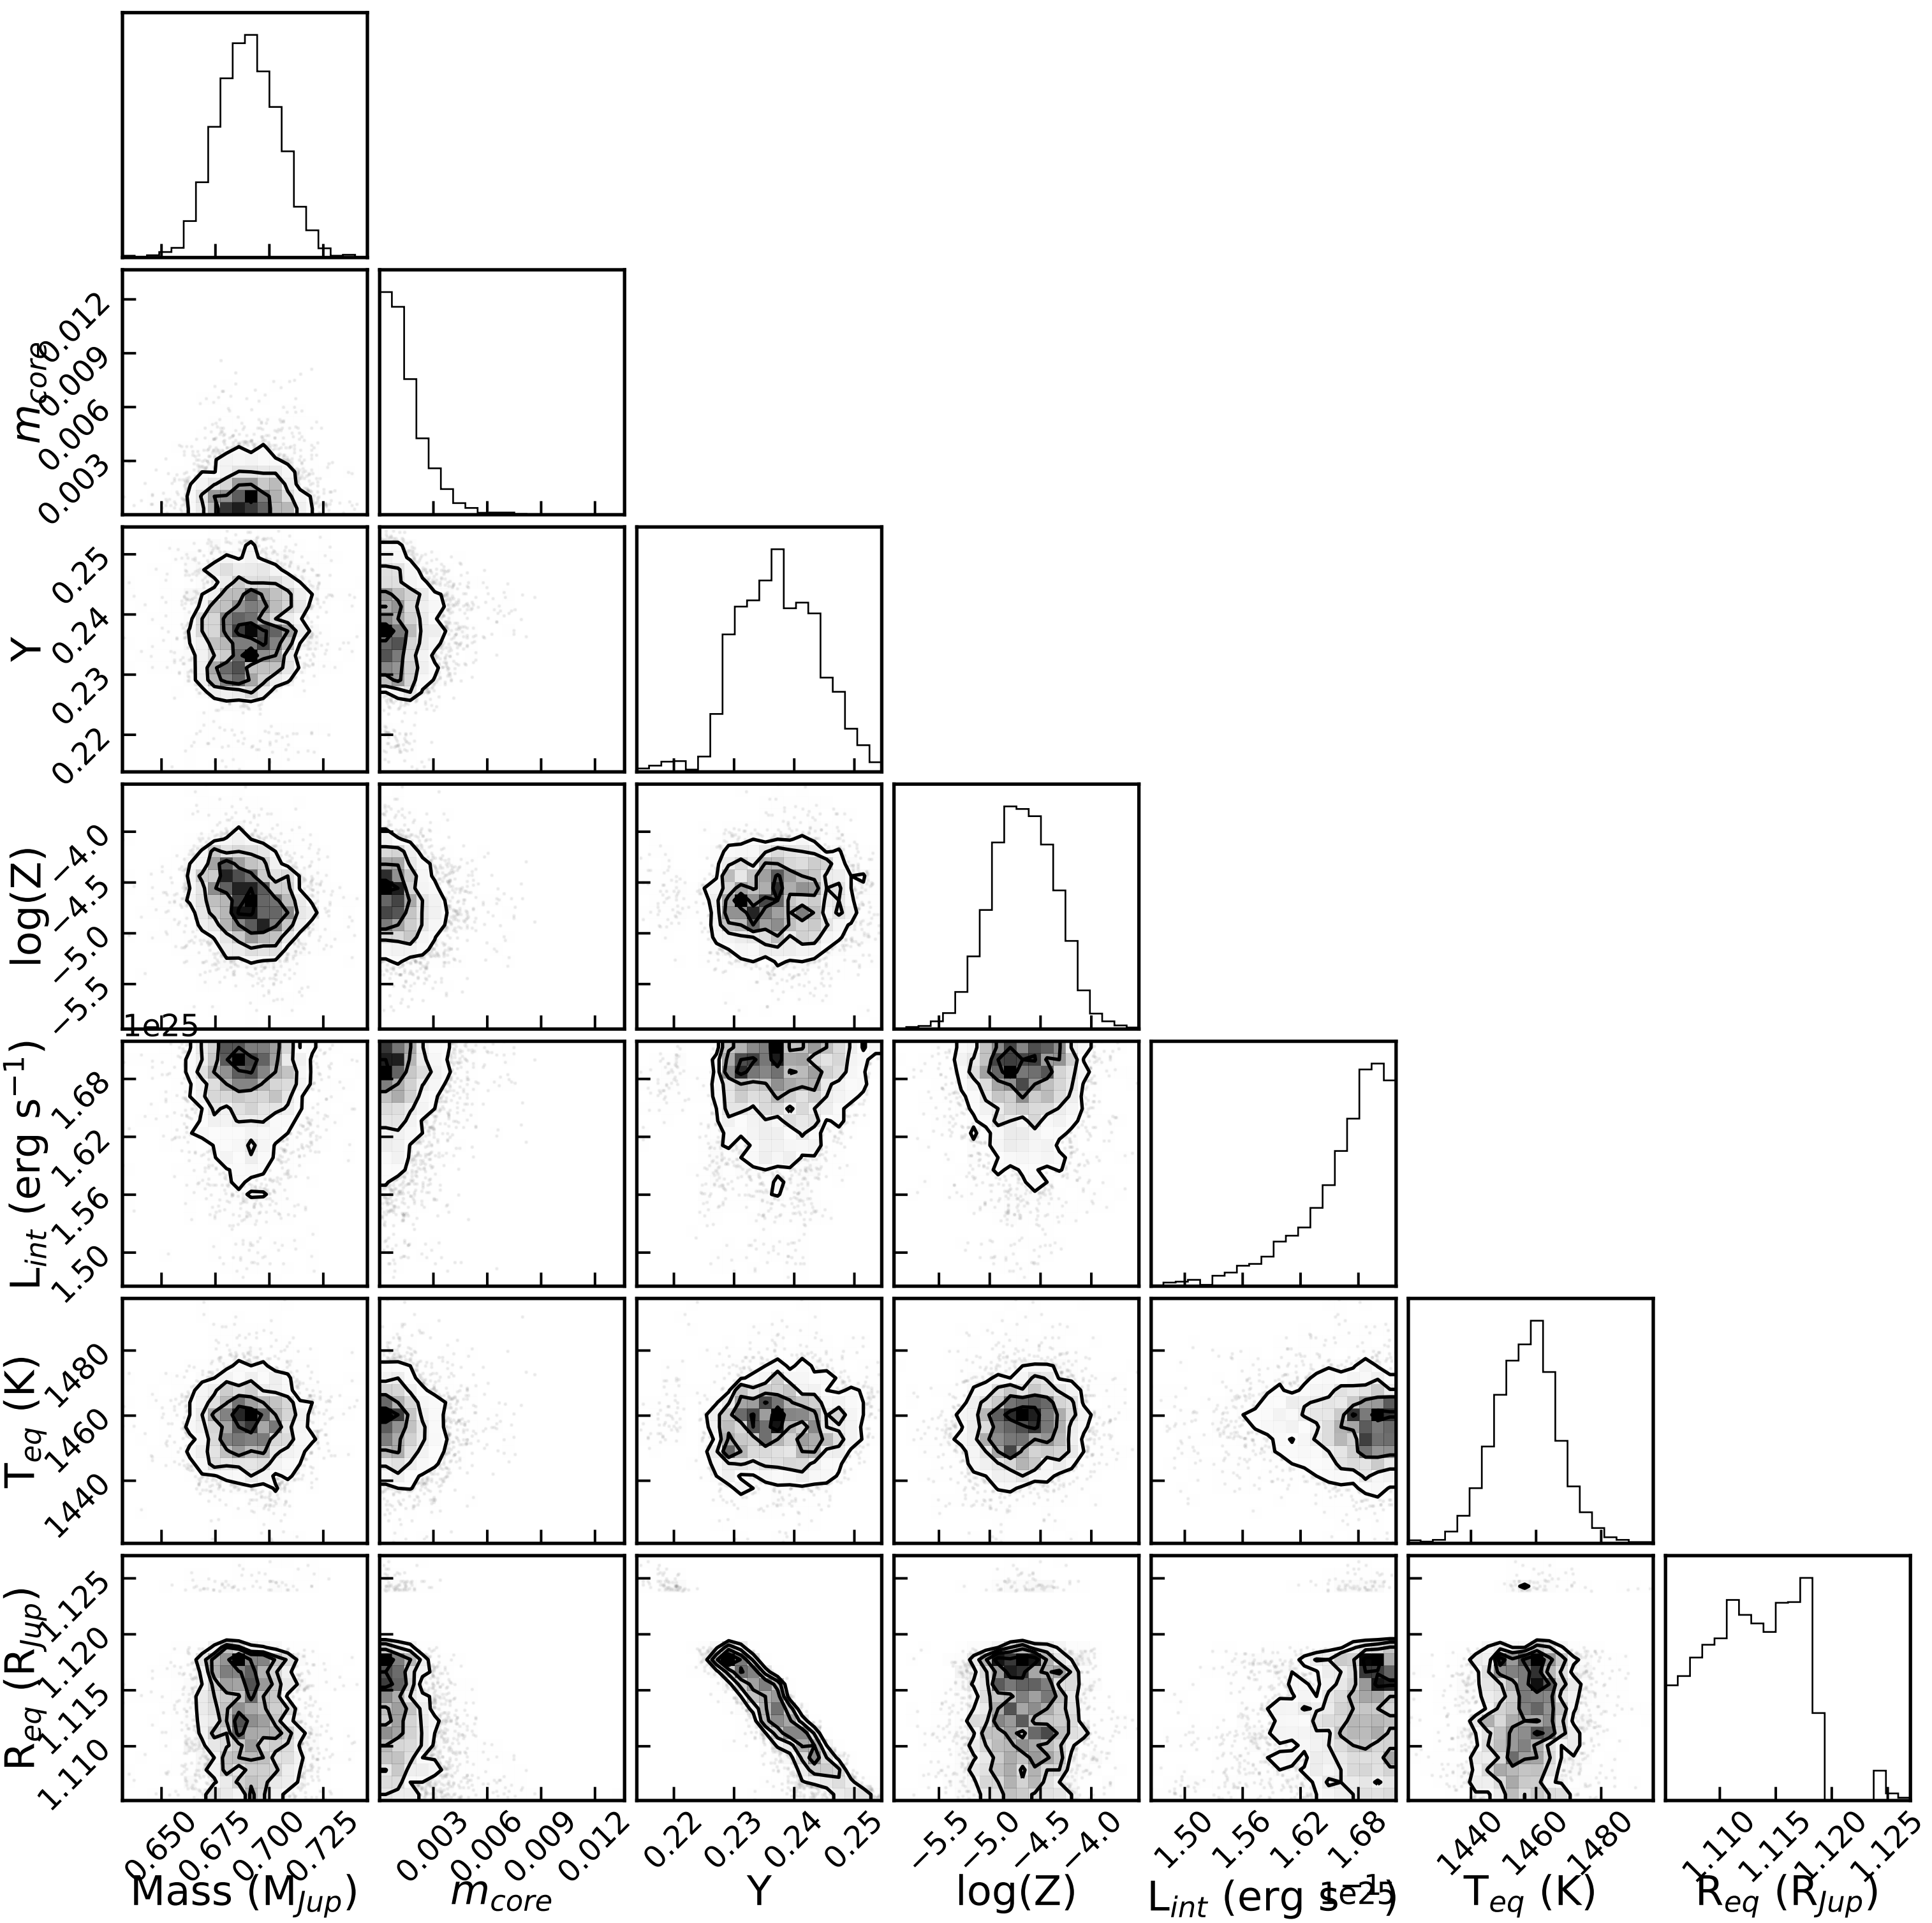 0.012
0.009
0.006
0.003
m_core
0.25
0.24
0.23
0.22
Y
−4.0
−4.5
−5.0
−5.5
log(Z)
1e25
1.68
1.62
1.56
1.50
L_int (erg s⁻¹)
1480
1460
1440
T_eq (K)
1.125
1.120
1.115
1.110
R_eq (R_Jup)
0.650 0.675 0.700 0.725
0.003 0.006 0.009 0.012
0.22 0.23 0.24 0.25
−5.5 −5.0 −4.5 −4.0
1.50 1.56 1.62 1.68
1440 1460 1480
1.110 1.115 1.120 1.125
Mass (M_Jup)
m_core
Y
log(Z)
L_int (erg s⁻¹)
1e25
T_eq (K)
R_eq (R_Jup)